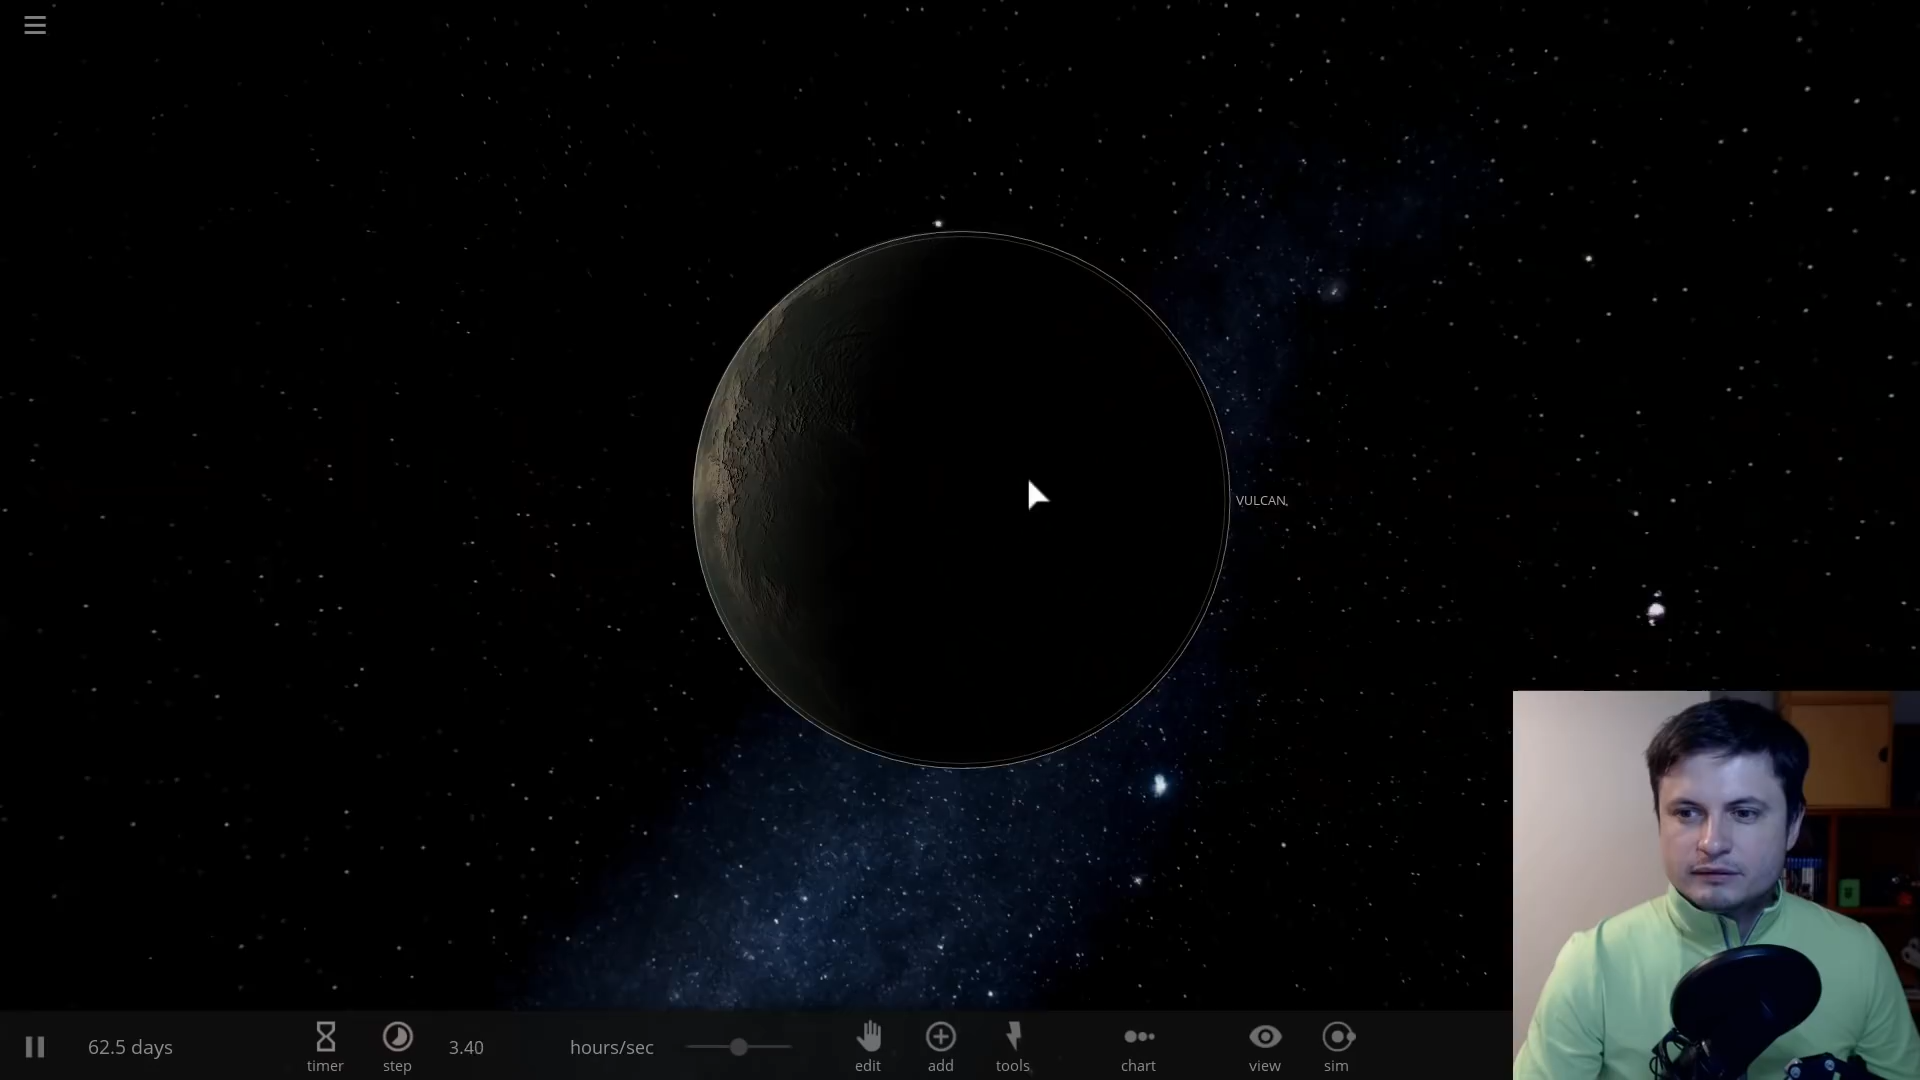 VULCAN
62.5 days
timer
step
3.40
hours/sec
edit
add
tools
chart
view
sim